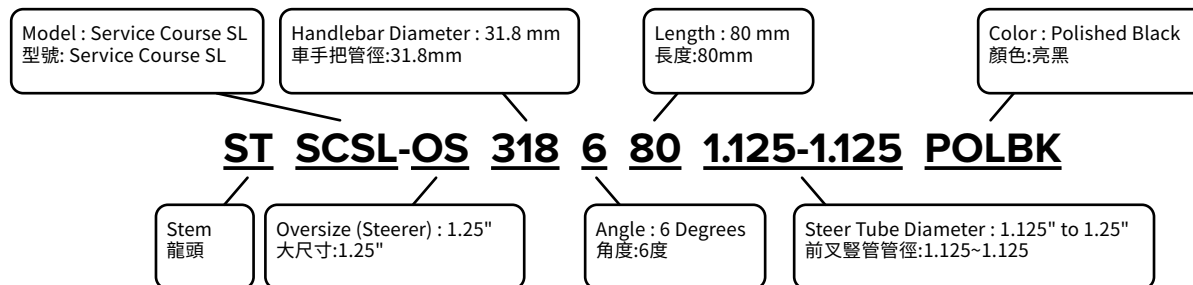 Model : Service Course SL
型號: Service Course SL
Handlebar Diameter : 31.8 mm
車手把管徑:31.8mm
Length : 80 mm
長度:80mm
Color : Polished Black
顏色:亮黑
ST SCSL-OS 318 6 80 1.125-1.125 POLBK
Stem
龍頭
Oversize (Steerer) : 1.25"
大尺寸:1.25"
Angle : 6 Degrees
角度:6度
Steer Tube Diameter : 1.125" to 1.25"
前叉豎管管徑:1.125~1.125